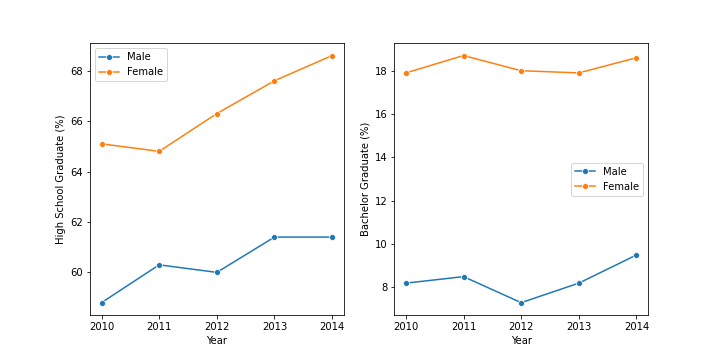 High School Graduate (%)
68
66
64
62
60
Male
Female
2010 2011 2012 2013 2014
Year
Bachelor Graduate (%)
18
16
14
12
10
8
Male
Female
2010 2011 2012 2013 2014
Year